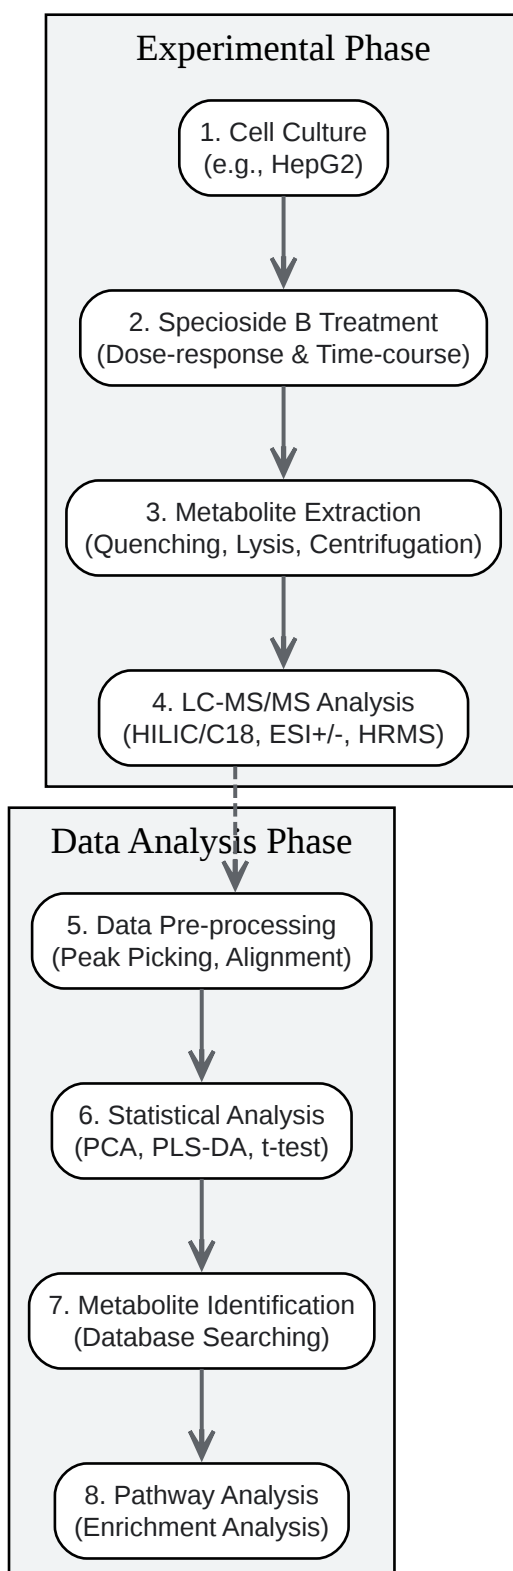 Experimental Phase
1. Cell Culture
(e.g., HepG2)
2. Specioside B Treatment
(Dose-response & Time-course)
3. Metabolite Extraction
(Quenching, Lysis, Centrifugation)
4. LC-MS/MS Analysis
(HILIC/C18, ESI+/-, HRMS)
Data Analysis Phase
5. Data Pre-processing
(Peak Picking, Alignment)
6. Statistical Analysis
(PCA, PLS-DA, t-test)
7. Metabolite Identification
(Database Searching)
8. Pathway Analysis
(Enrichment Analysis)